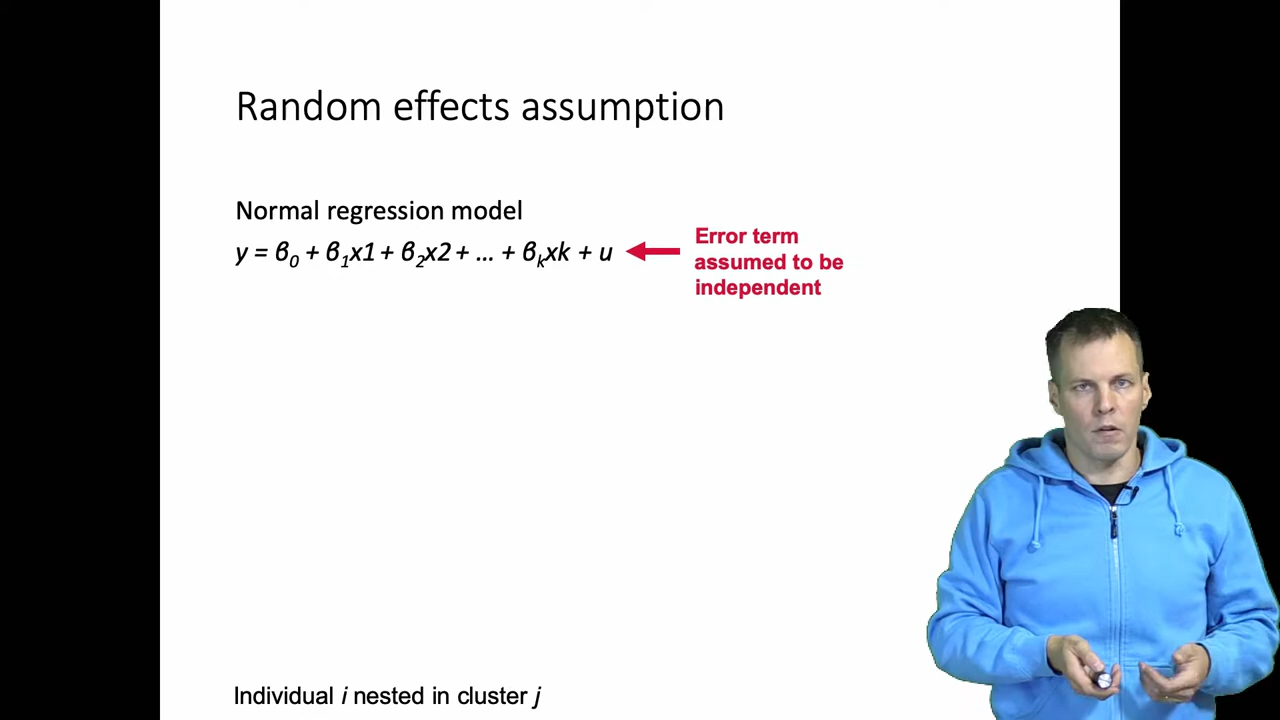 Random effects assumption
Normal regression model
y = β₀ + β₁x1 + β₂x2 + … + βₖxk + u
Error term
assumed to be
independent
Individual i nested in cluster j